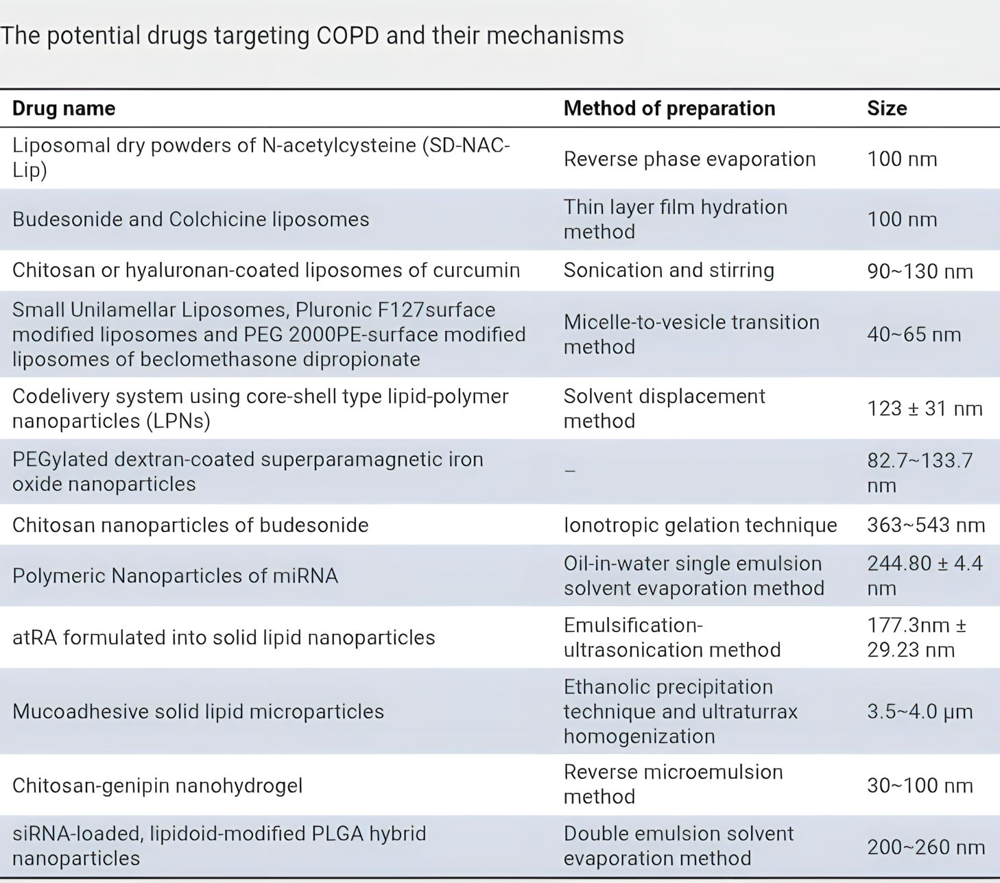 The potential drugs targeting COPD and their mechanisms
Drug name Method of preparation Size
Liposomal dry powders of N-acetylcysteine (SD-NAC-
Lip)
Reverse phase evaporation
100 nm
Budesonide and Colchicine liposomes
Thin layer film hydration
method
100 nm
Chitosan or hyaluronan-coated liposomes of curcumin
Sonication and stirring
90~130 nm
Small Unilamellar Liposomes, Pluronic F127surface
modified liposomes and PEG 2000PE-surface modified
liposomes of beclomethasone dipropionate
Micelle-to-vesicle transition
method
40~65 nm
Codelivery system using core-shell type lipid-polymer
nanoparticles (LPNs)
Solvent displacement
method
123 ± 31 nm
PEGylated dextran-coated superparamagnetic iron
oxide nanoparticles
–
82.7~133.7
nm
Chitosan nanoparticles of budesonide
Ionotropic gelation technique
363~543 nm
Polymeric Nanoparticles of miRNA
Oil-in-water single emulsion
solvent evaporation method
244.80 ± 4.4
nm
atRA formulated into solid lipid nanoparticles
Emulsification-
ultrasonication method
177.3nm ±
29.23 nm
Mucoadhesive solid lipid microparticles
Ethanolic precipitation
technique and ultraturrax
homogenization
3.5~4.0 μm
Chitosan-genipin nanohydrogel
Reverse microemulsion
method
30~100 nm
siRNA-loaded, lipidoid-modified PLGA hybrid
nanoparticles
Double emulsion solvent
evaporation method
200~260 nm